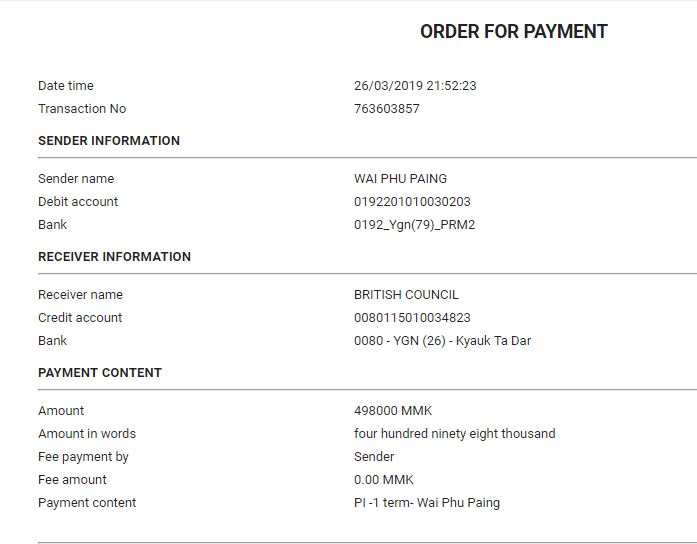 ORDER FOR PAYMENT
Date time 26/03/2019 21:52:23
Transaction No 763603857
SENDER INFORMATION
Sender name WAI PHU PAING
Debit account 0192201010030203
Bank 0192_Ygn(79)_PRM2
RECEIVER INFORMATION
Receiver name BRITISH COUNCIL
Credit account 0080115010034823
Bank 0080 - YGN (26) - Kyauk Ta Dar
PAYMENT CONTENT
Amount 498000 MMK
Amount in words four hundred ninety eight thousand
Fee payment by Sender
Fee amount 0.00 MMK
Payment content PI -1 term- Wai Phu Paing